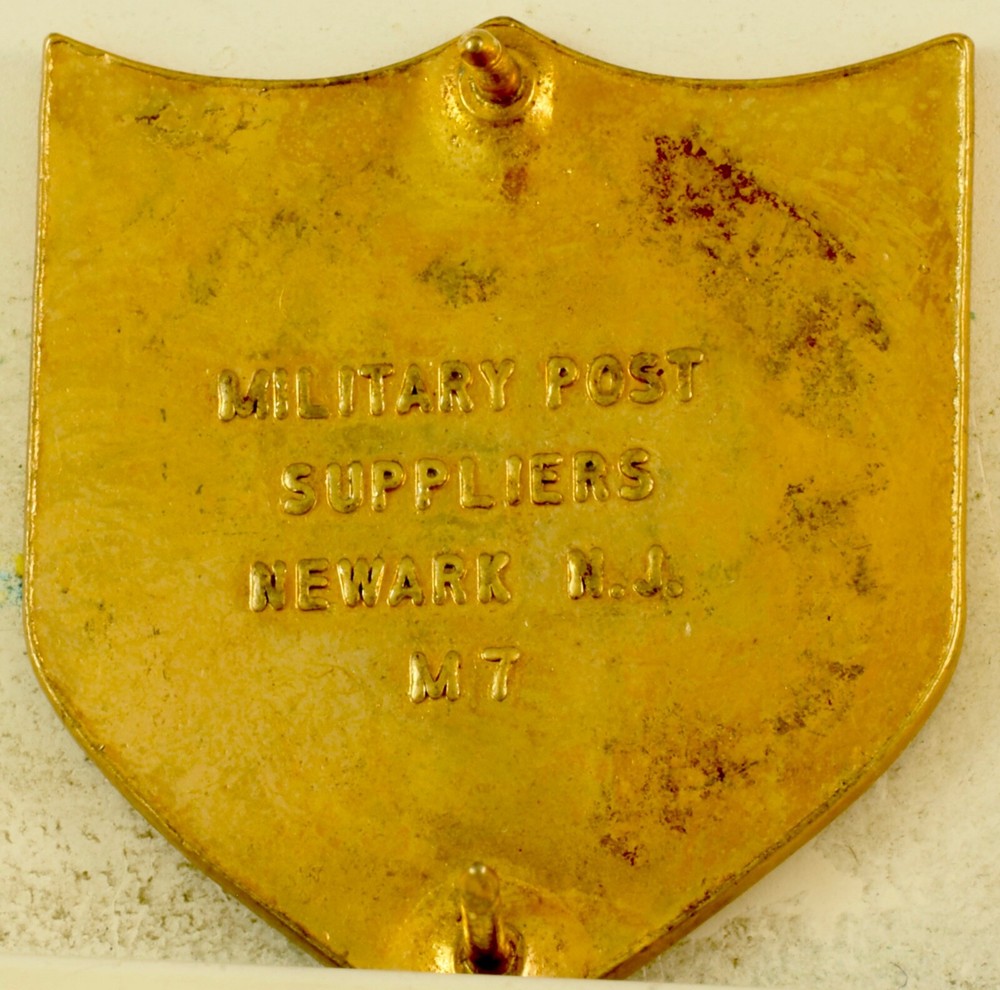 MILITARY POST
SUPPLIERS
NEWARK N.J.
M7